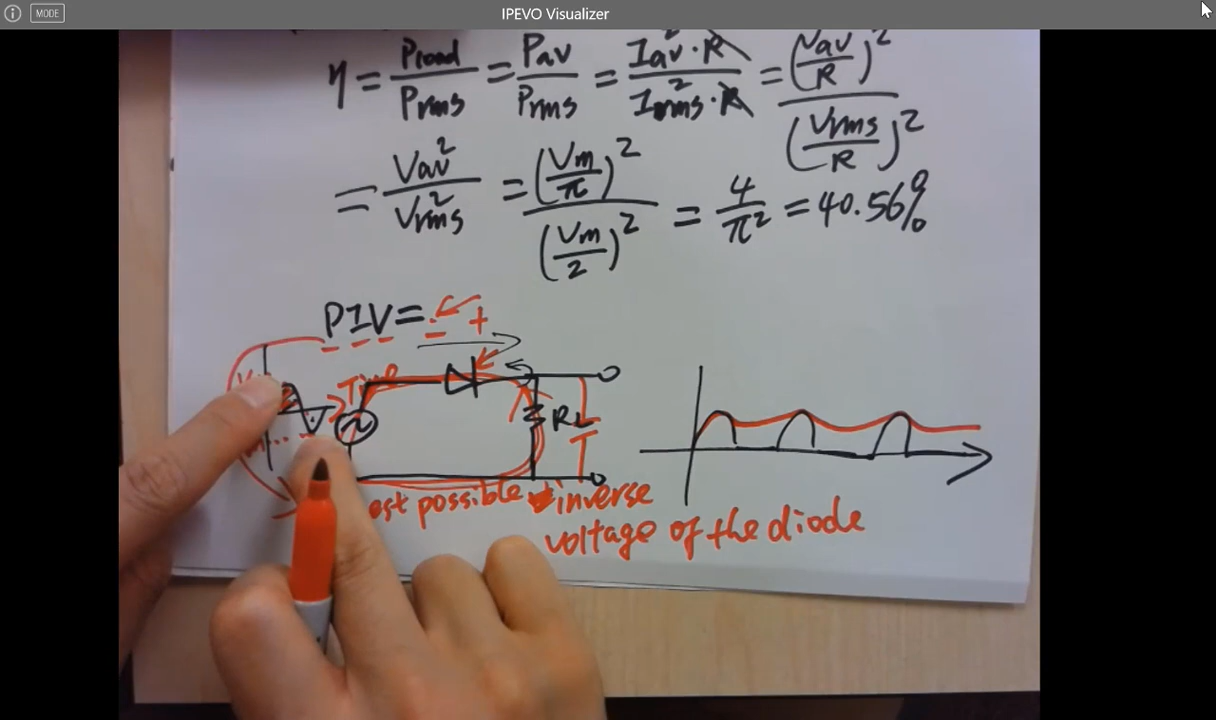 IPEVO Visualizer
MODE
η = Pload/Prms = Pav/Prms = Iav²·R/Irms²·R = (Vav/R)²/(Vrms/R)²
= Vav²/Vrms² = (Vm/π)²/(Vm/2)² = 4/π² = 40.56%
PIV = - +
RL
est possible inverse
voltage of the diode